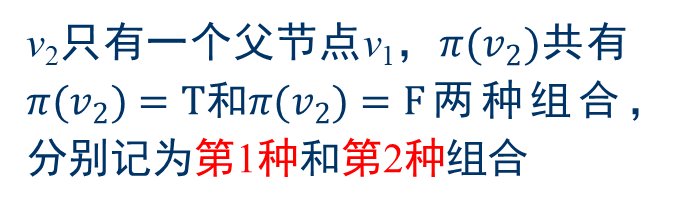 v₂只有一个父节点v₁，π(v₂)共有
π(v₂) = T和π(v₂) = F两种组合，
分别记为第1种和第2种组合